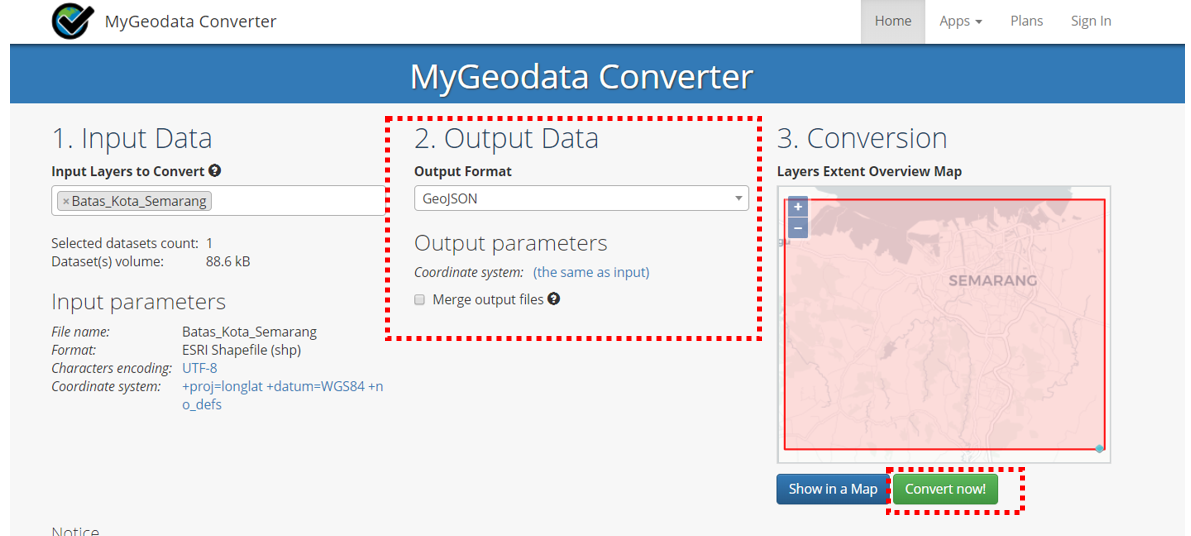 MyGeodata Converter
Home
Apps
Plans
Sign In
MyGeodata Converter
1. Input Data
Input Layers to Convert ?
×Batas_Kota_Semarang
Selected datasets count: 1
Dataset(s) volume: 88.6 kB
Input parameters
File name: Batas_Kota_Semarang
Format: ESRI Shapefile (shp)
Characters encoding: UTF-8
Coordinate system: +proj=longlat +datum=WGS84 +n
o_defs
2. Output Data
Output Format
GeoJSON
Output parameters
Coordinate system: (the same as input)
Merge output files ?
3. Conversion
Layers Extent Overview Map
+
−
SEMARANG
Show in a Map
Convert now!
Notice